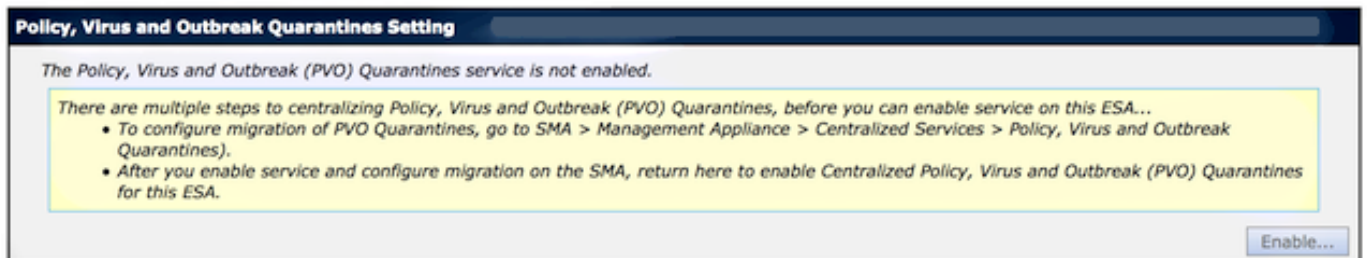 Policy, Virus and Outbreak Quarantines Setting
The Policy, Virus and Outbreak (PVO) Quarantines service is not enabled.
There are multiple steps to centralizing Policy, Virus and Outbreak (PVO) Quarantines, before you can enable service on this ESA...
• To configure migration of PVO Quarantines, go to SMA > Management Appliance > Centralized Services > Policy, Virus and Outbreak
Quarantines).
• After you enable service and configure migration on the SMA, return here to enable Centralized Policy, Virus and Outbreak (PVO) Quarantines
for this ESA.
Enable...